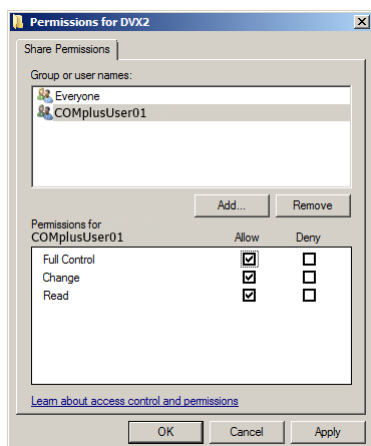 Permissions for DVX2
Share Permissions
Group or user names:
Everyone
COMplusUser01
Add... Remove
Permissions for
COMplusUser01 Allow Deny
Full Control
Change
Read
Learn about access control and permissions
OK Cancel Apply